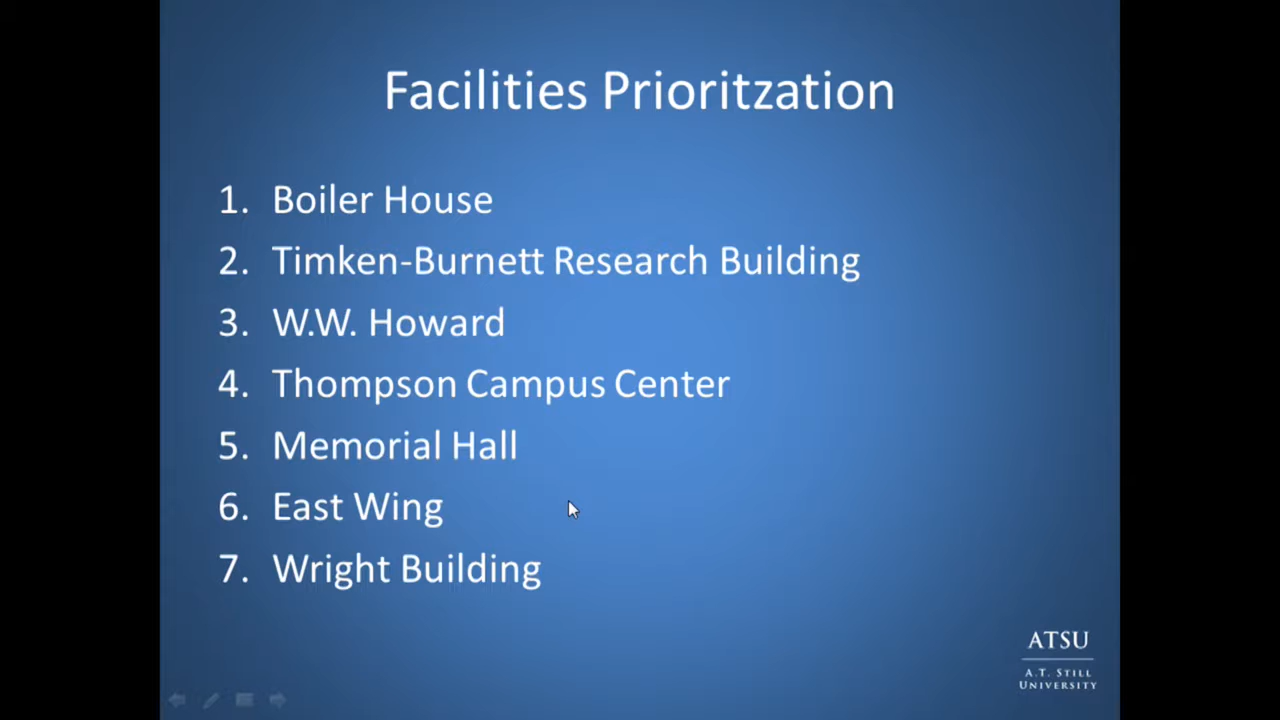 Facilities Prioritzation
1. Boiler House
2. Timken-Burnett Research Building
3. W.W. Howard
4. Thompson Campus Center
5. Memorial Hall
6. East Wing
7. Wright Building
ATSU
A.T. STILL
UNIVERSITY